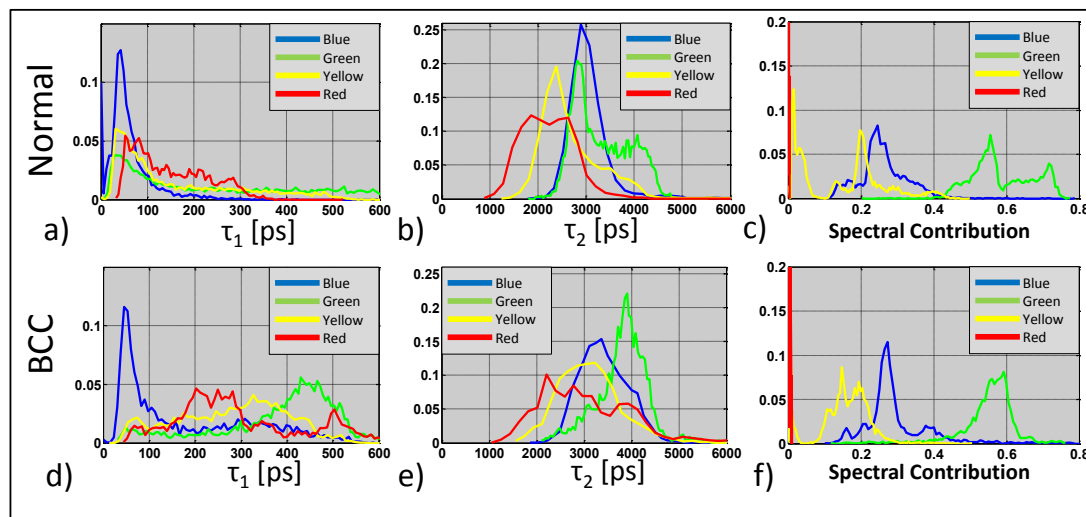 Normal
0.1
0.05
0
0
100
200
300
400
500
600
Blue
Green
Yellow
Red
a)
τ1 [ps]
0.25
0.2
0.15
0.1
0.05
0
0
1000
2000
3000
4000
5000
6000
Blue
Green
Yellow
Red
b)
τ2 [ps]
0.2
0.15
0.1
0.05
0
0
0.2
0.4
0.6
0.8
Blue
Green
Yellow
Red
c)
Spectral Contribution
BCC
0.1
0.05
0
0
100
200
300
400
500
600
Blue
Green
Yellow
Red
d)
τ1 [ps]
0.25
0.2
0.15
0.1
0.05
0
0
1000
2000
3000
4000
5000
6000
Blue
Green
Yellow
Red
e)
τ2 [ps]
0.2
0.15
0.1
0.05
0
0
0.2
0.4
0.6
0.8
Blue
Green
Yellow
Red
f)
Spectral Contribution